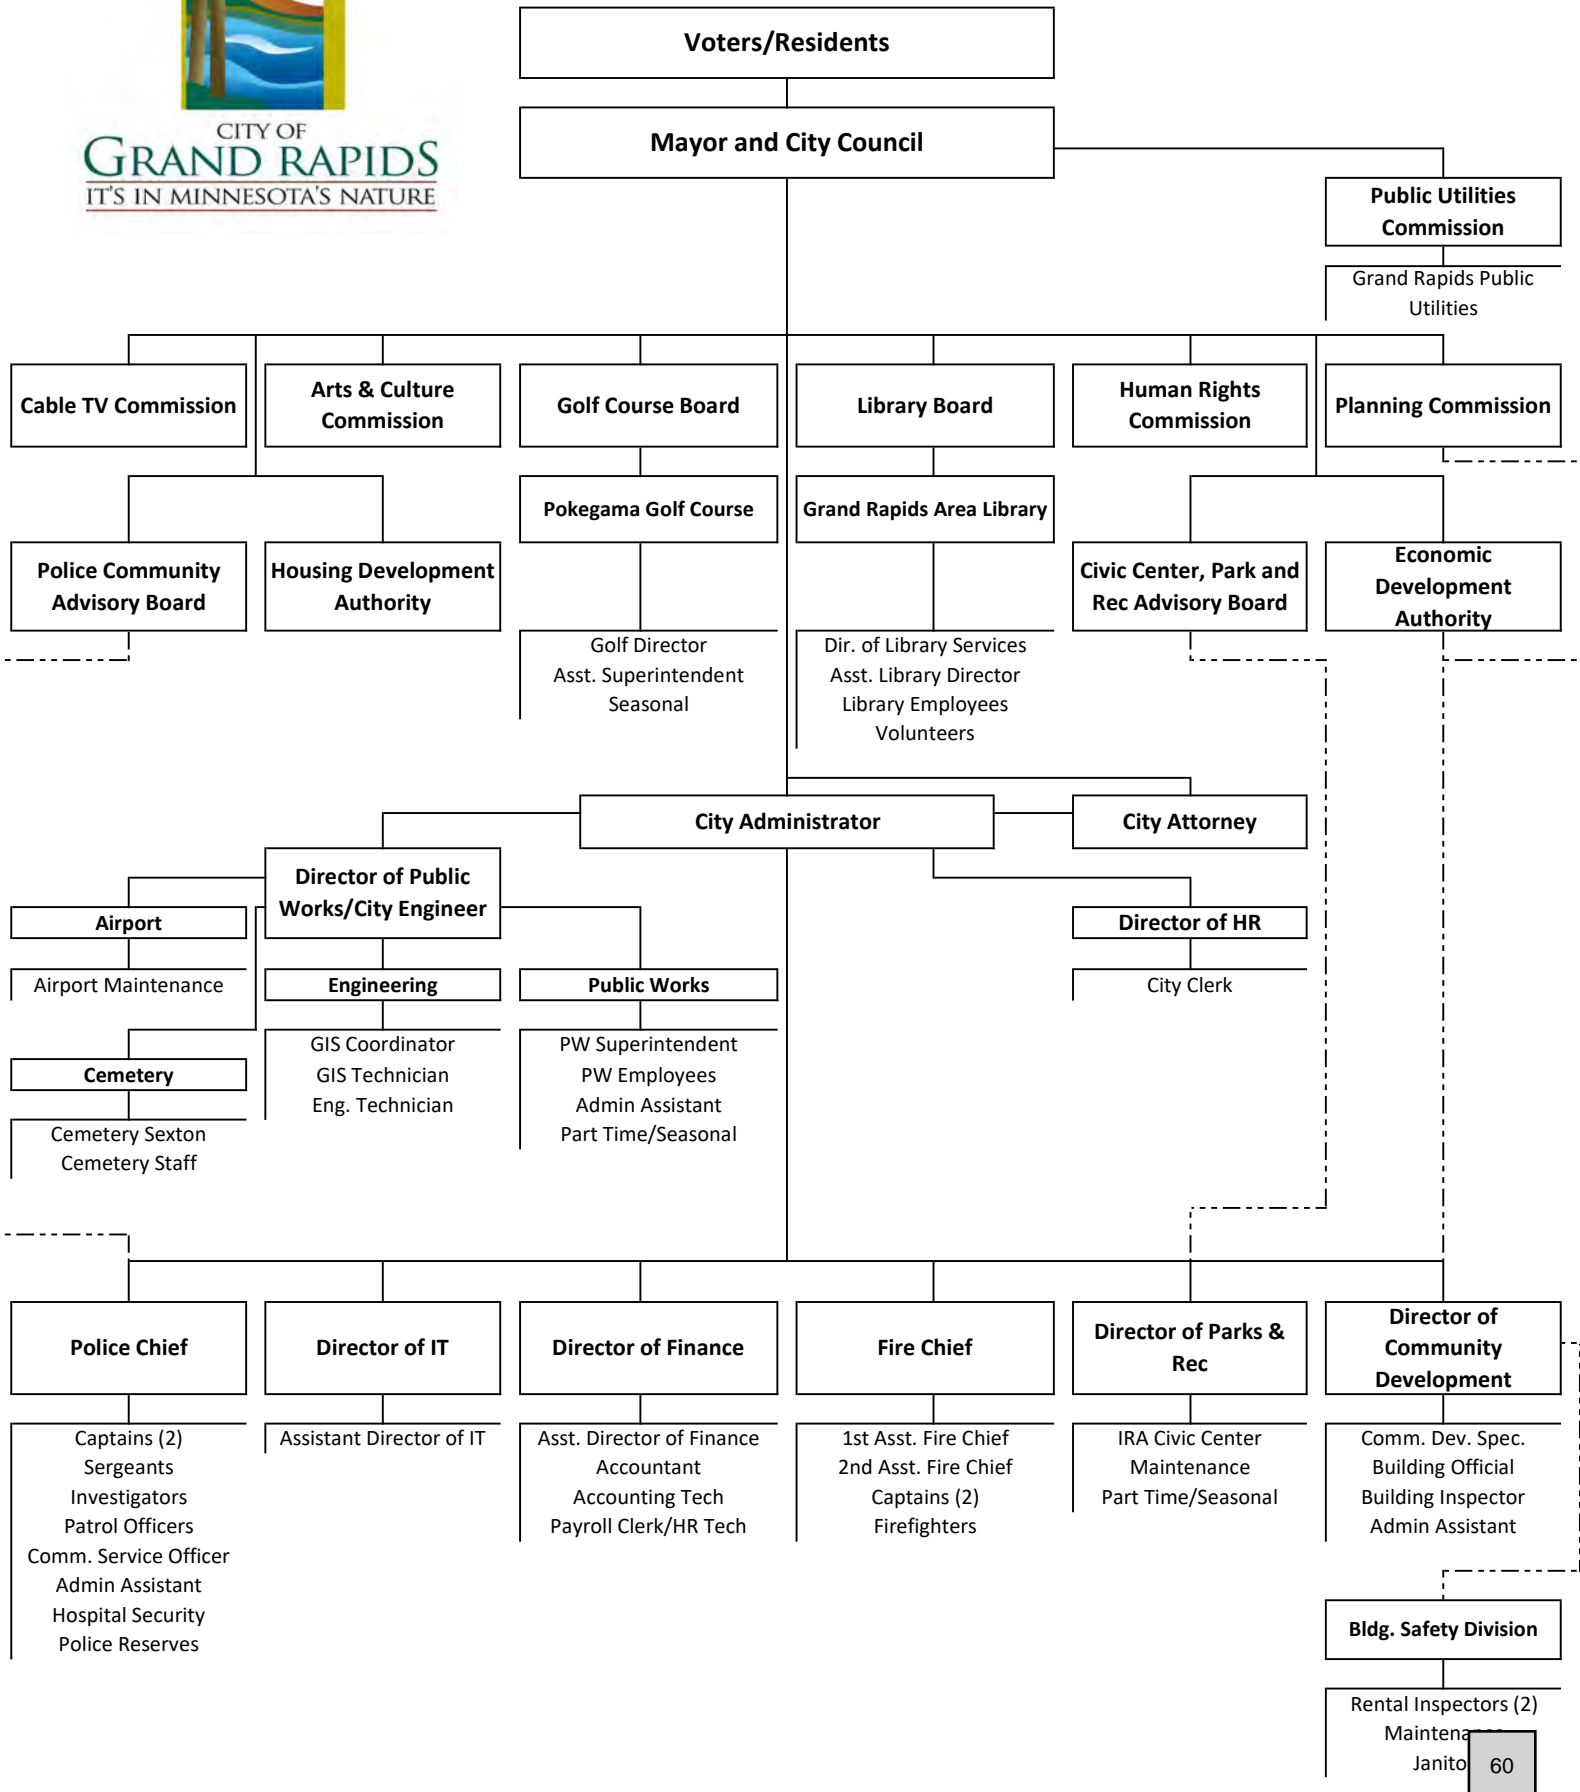 CITY OF
GRAND RAPIDS
IT'S IN MINNESOTA'S NATURE
Voters/Residents
Mayor and City Council
Public Utilities
Commission
Grand Rapids Public
Utilities
Cable TV Commission
Arts & Culture
Commission
Golf Course Board
Library Board
Human Rights
Commission
Planning Commission
Pokegama Golf Course
Grand Rapids Area Library
Police Community
Advisory Board
Housing Development
Authority
Civic Center, Park and
Rec Advisory Board
Economic
Development
Authority
Golf Director
Asst. Superintendent
Seasonal
Dir. of Library Services
Asst. Library Director
Library Employees
Volunteers
City Administrator
City Attorney
Director of Public
Works/City Engineer
Airport
Airport Maintenance
Director of HR
City Clerk
Engineering
GIS Coordinator
GIS Technician
Eng. Technician
Public Works
PW Superintendent
PW Employees
Admin Assistant
Part Time/Seasonal
Cemetery
Cemetery Sexton
Cemetery Staff
Police Chief
Captains (2)
Sergeants
Investigators
Patrol Officers
Comm. Service Officer
Admin Assistant
Hospital Security
Police Reserves
Director of IT
Assistant Director of IT
Director of Finance
Asst. Director of Finance
Accountant
Accounting Tech
Payroll Clerk/HR Tech
Fire Chief
1st Asst. Fire Chief
2nd Asst. Fire Chief
Captains (2)
Firefighters
Director of Parks &
Rec
IRA Civic Center
Maintenance
Part Time/Seasonal
Director of
Community
Development
Comm. Dev. Spec.
Building Official
Building Inspector
Admin Assistant
Bldg. Safety Division
Rental Inspectors (2)
60